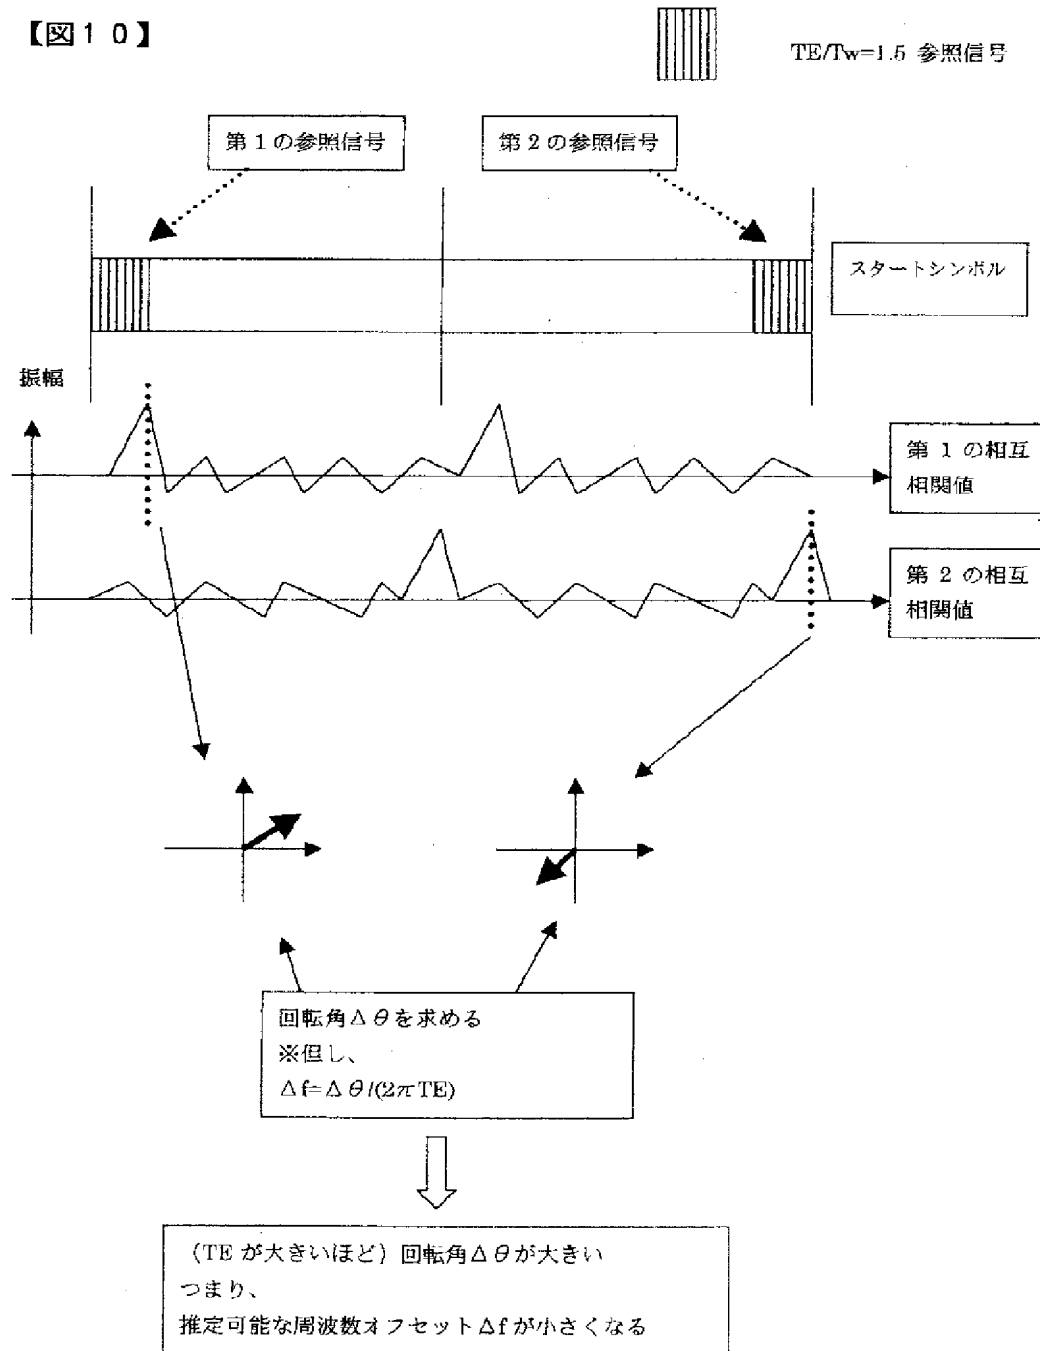 【図１０】
TE/Tw=1.5 参照信号
第１の参照信号
第２の参照信号
スタートシンボル
振幅
第１の相互
相関値
第２の相互
相関値
回転角Δθを求める
※但し、
Δf=Δθ/(2πTE)
（TEが大きいほど）回転角Δθが大きい
つまり、
推定可能な周波数オフセットΔfが小さくなる